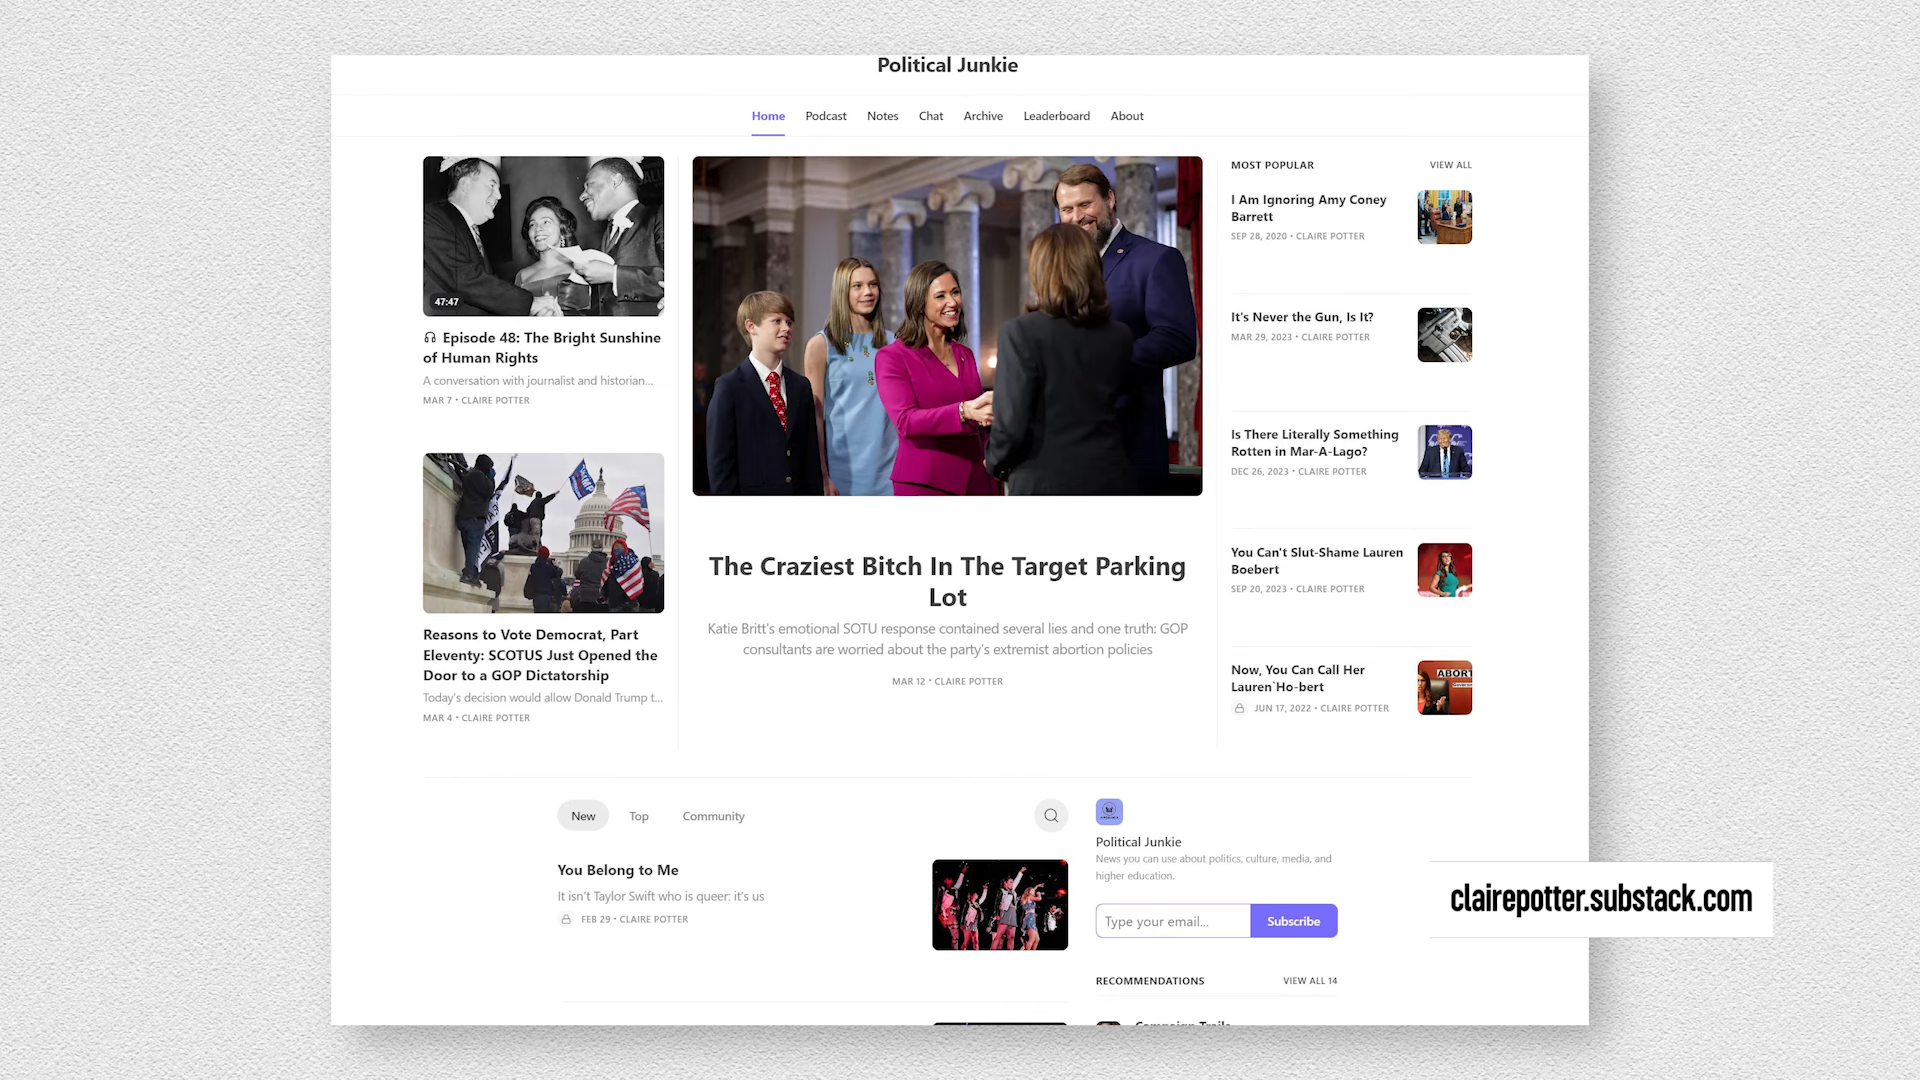 Political Junkie
Home Podcast Notes Chat Archive Leaderboard About
47:47
Episode 48: The Bright Sunshine
of Human Rights
A conversation with journalist and historian...
MAR 7 • CLAIRE POTTER
Reasons to Vote Democrat, Part
Eleventy: SCOTUS Just Opened the
Door to a GOP Dictatorship
Today's decision would allow Donald Trump t...
MAR 4 • CLAIRE POTTER
The Craziest Bitch In The Target Parking
Lot
Katie Britt's emotional SOTU response contained several lies and one truth: GOP
consultants are worried about the party's extremist abortion policies
MAR 12 • CLAIRE POTTER
MOST POPULAR VIEW ALL
I Am Ignoring Amy Coney
Barrett
SEP 28, 2020 • CLAIRE POTTER
It's Never the Gun, Is It?
MAR 29, 2023 • CLAIRE POTTER
Is There Literally Something
Rotten in Mar-A-Lago?
DEC 26, 2023 • CLAIRE POTTER
You Can't Slut-Shame Lauren
Boebert
SEP 20, 2023 • CLAIRE POTTER
Now, You Can Call Her
Lauren`Ho-bert
JUN 17, 2022 • CLAIRE POTTER
ABORT
New Top Community
You Belong to Me
It isn't Taylor Swift who is queer: it's us
FEB 29 • CLAIRE POTTER
Political Junkie
News you can use about politics, culture, media, and
higher education.
Type your email... Subscribe
RECOMMENDATIONS VIEW ALL 14
Campaign Trails
clairepotter.substack.com